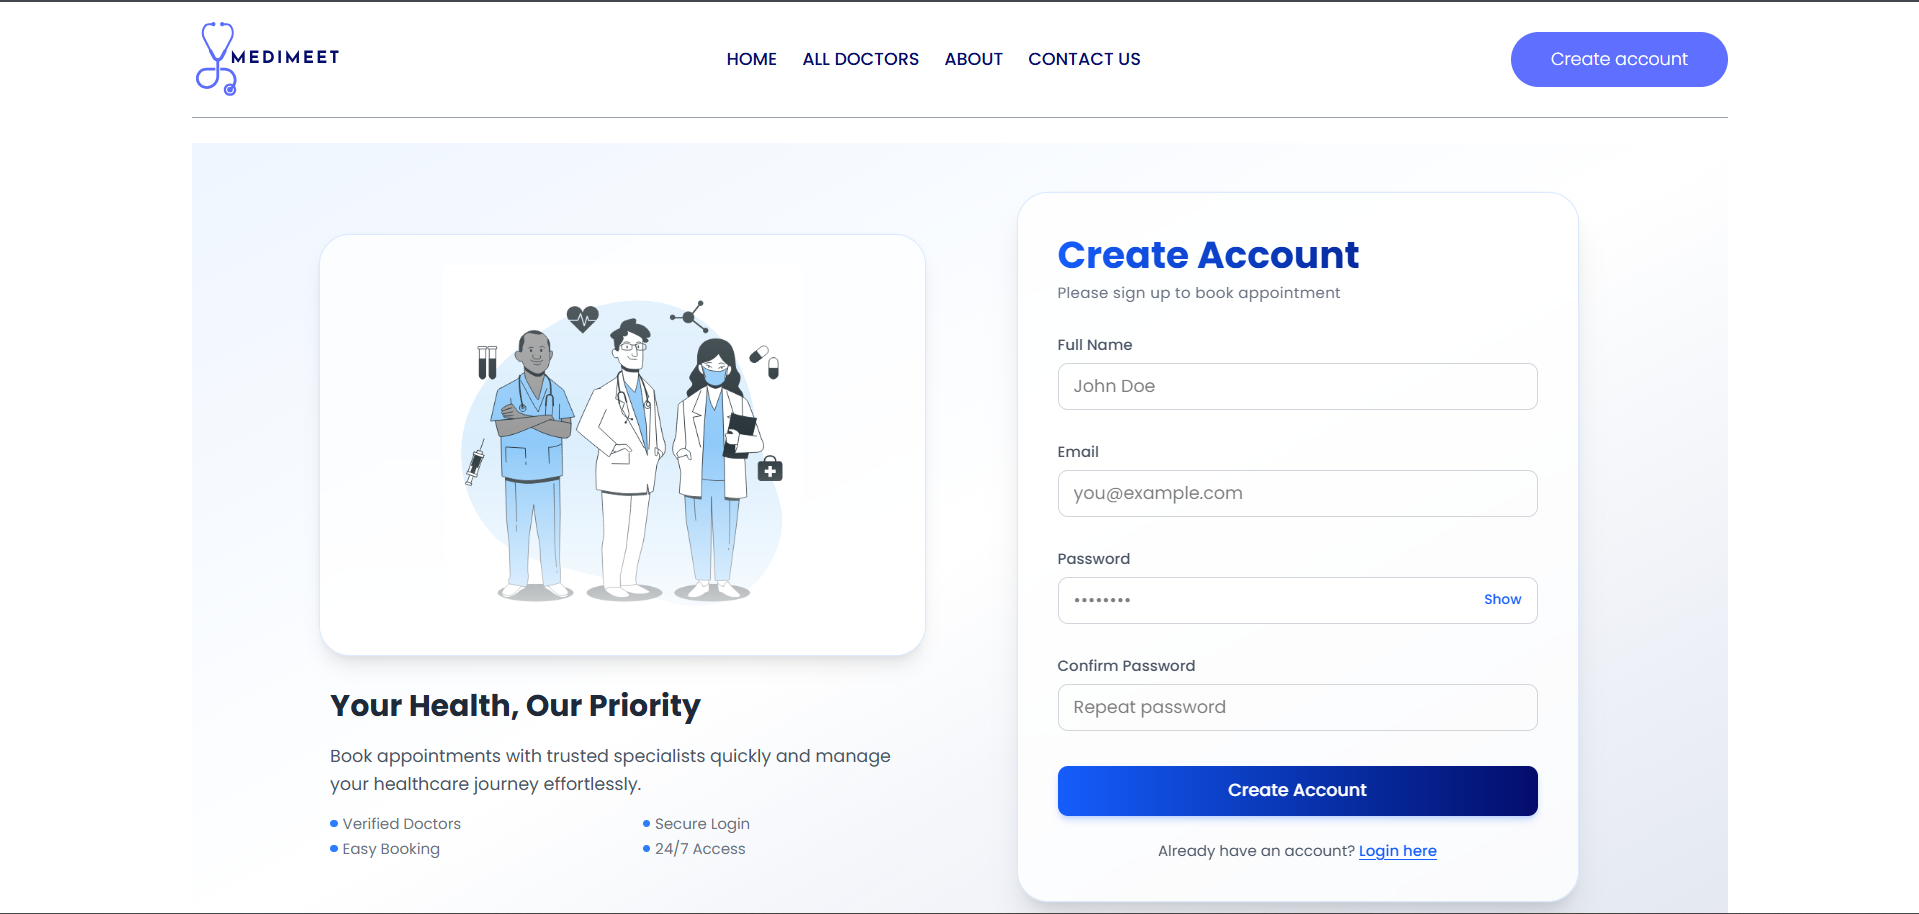 MEDIMEET
HOME
ALL DOCTORS
ABOUT
CONTACT US
Create account
Your Health, Our Priority
Book appointments with trusted specialists quickly and manage
your healthcare journey effortlessly.
Verified Doctors
Secure Login
Easy Booking
24/7 Access
Create Account
Please sign up to book appointment
Full Name
John Doe
Email
you@example.com
Password
••••••••
Show
Confirm Password
Repeat password
Create Account
Already have an account? Login here